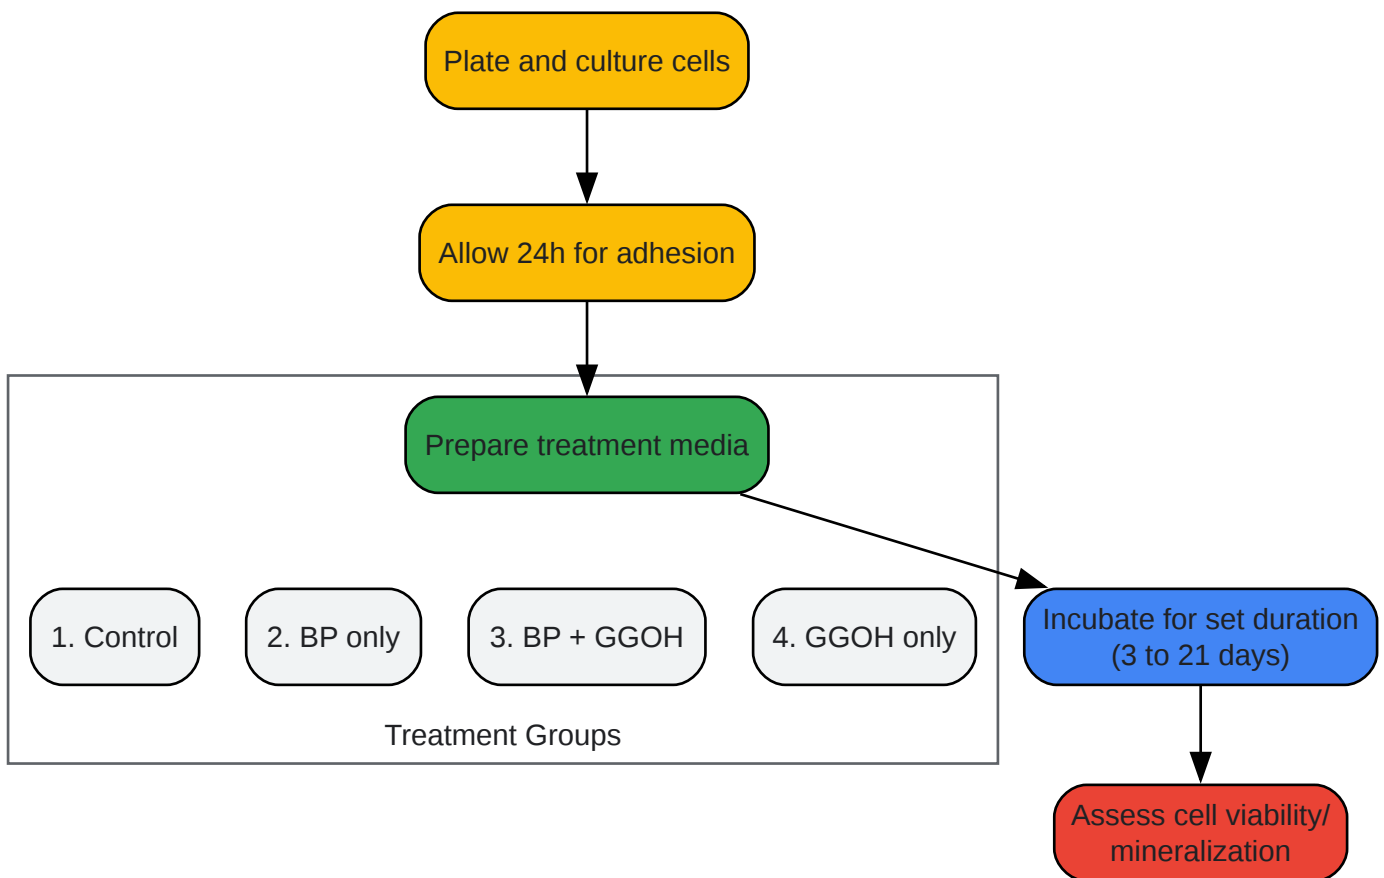 Plate and culture cells
Allow 24h for adhesion
Prepare treatment media
1. Control
2. BP only
3. BP + GGOH
4. GGOH only
Treatment Groups
Incubate for set duration
(3 to 21 days)
Assess cell viability/
mineralization